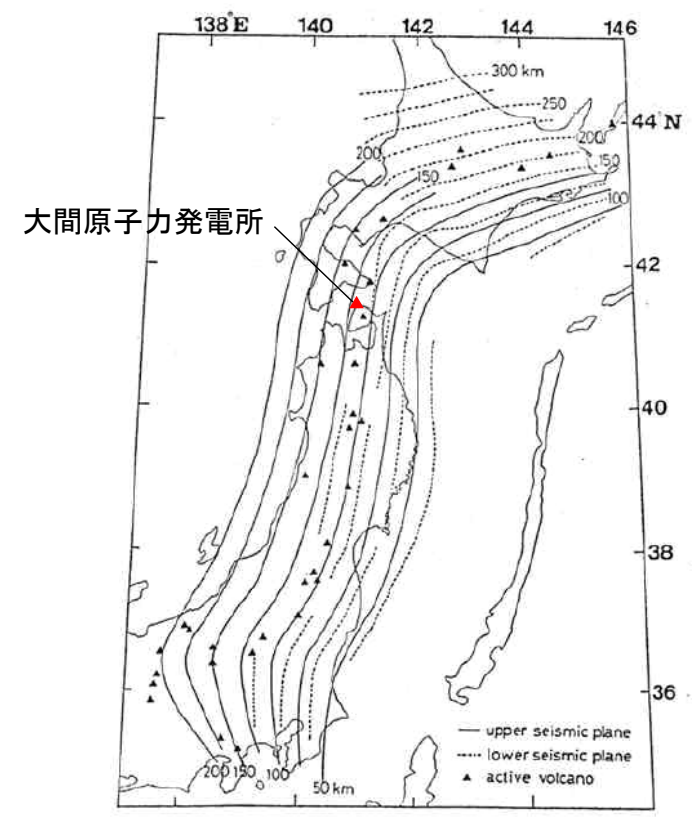 138°E 140 142 144 146
300 km
250
44°N
200
200
150
150
100
大間原子力発電所
42
40
38
36
upper seismic plane
lower seismic plane
active volcano
200 150 100
50 km